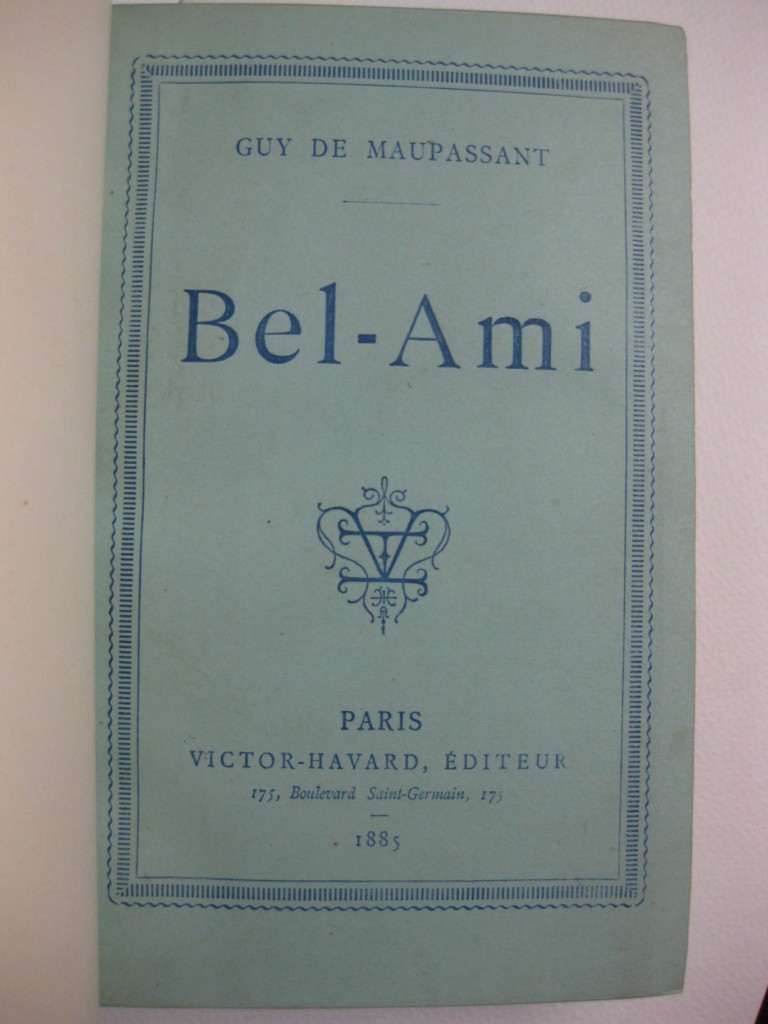 GUY DE MAUPASSANT
Bel-Ami
PARIS
VICTOR-HAVARD, ÉDITEUR
175, Boulevard Saint-Germain, 175
1885